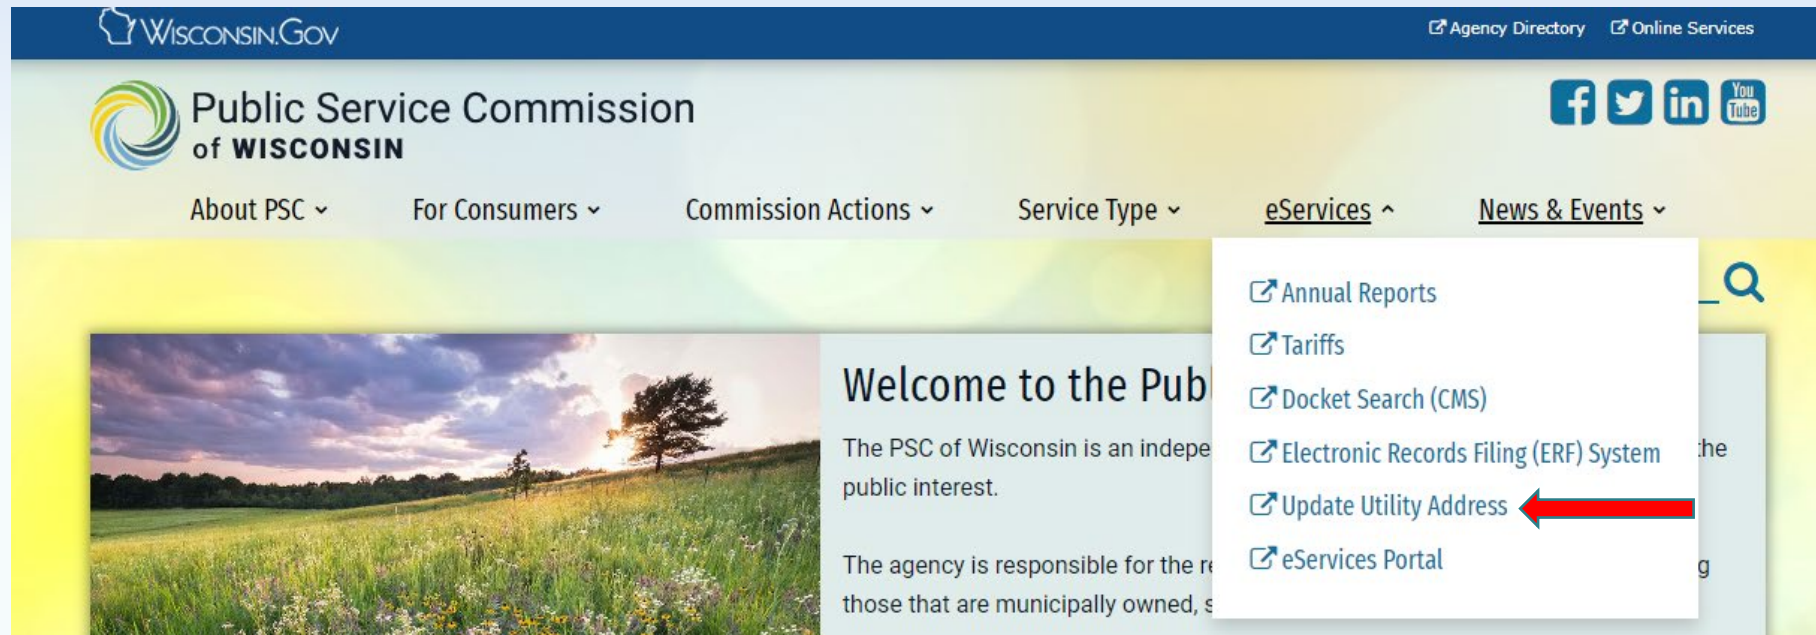 WISCONSIN.GOV
Agency Directory Online Services
Public Service Commission
of WISCONSIN
You
Tube
About PSC For Consumers Commission Actions Service Type eServices News & Events
Annual Reports
Tariffs
Docket Search (CMS)
Electronic Records Filing (ERF) System
Update Utility Address
eServices Portal
Welcome to the Publ
The PSC of Wisconsin is an indepe the
public interest.
The agency is responsible for the re g
those that are municipally owned, s